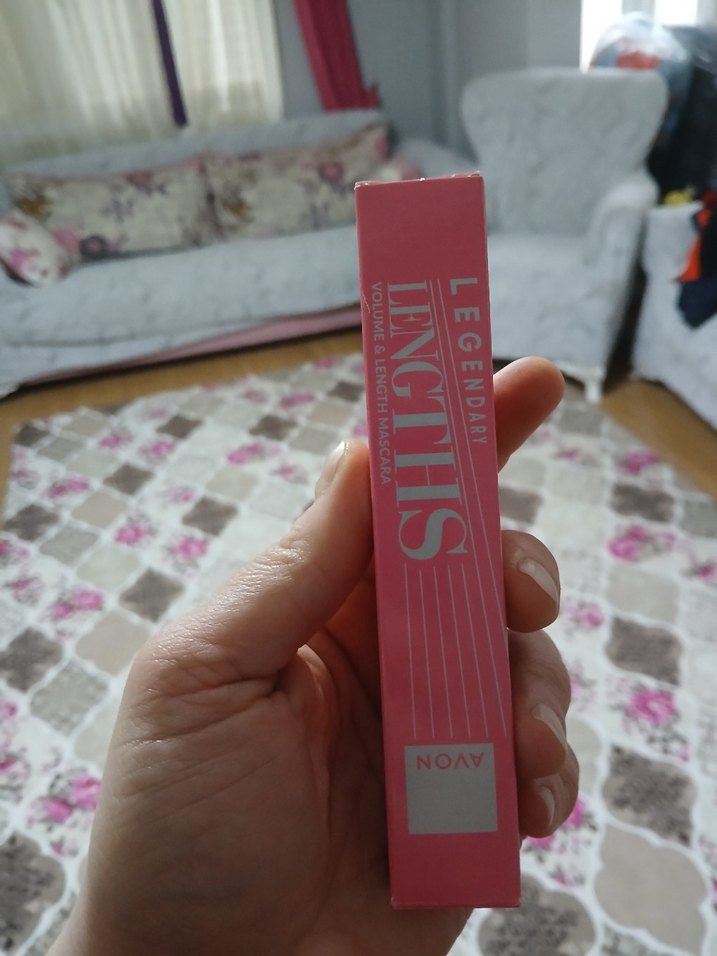 LEGENDARY
LENGTHS
VOLUME & LENGTH MASCARA
AVON